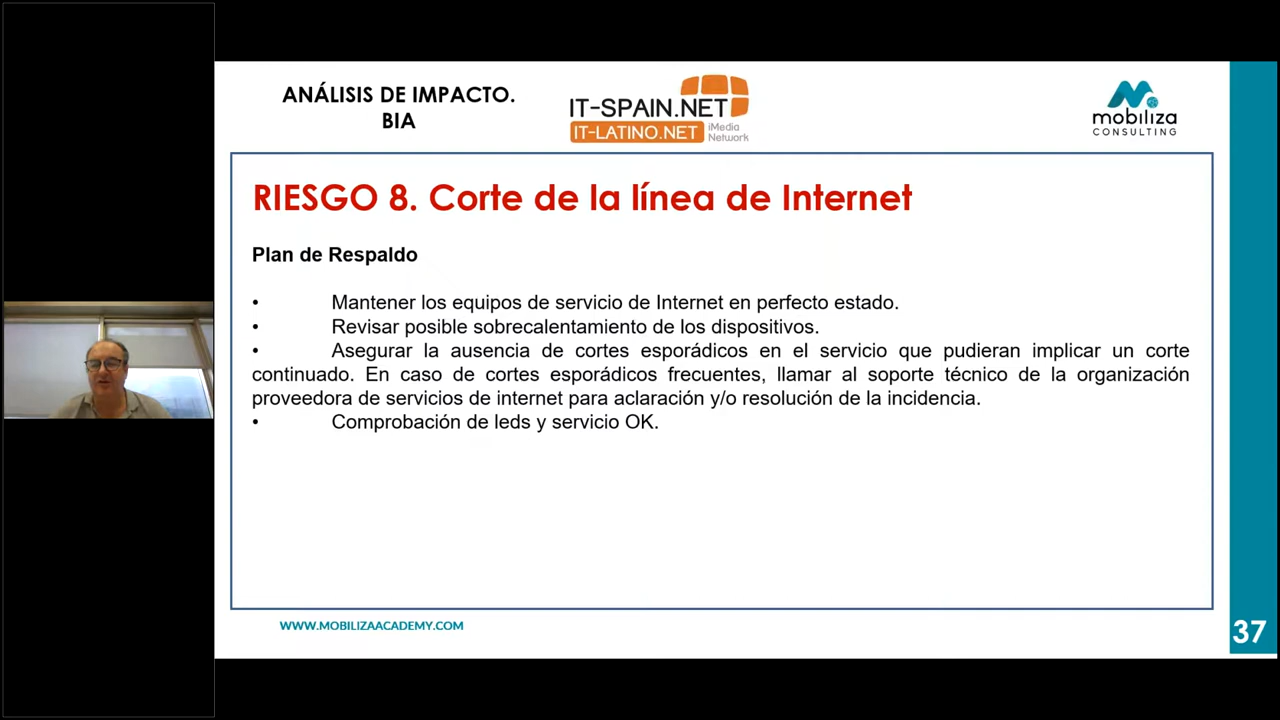 ANÁLISIS DE IMPACTO.
BIA
IT-SPAIN.NET
IT-LATINO.NET
iMedia
Network
mobiliza
CONSULTING
RIESGO 8. Corte de la línea de Internet
Plan de Respaldo
• Mantener los equipos de servicio de Internet en perfecto estado.
• Revisar posible sobrecalentamiento de los dispositivos.
• Asegurar la ausencia de cortes esporádicos en el servicio que pudieran implicar un corte
continuado. En caso de cortes esporádicos frecuentes, llamar al soporte técnico de la organización
proveedora de servicios de internet para aclaración y/o resolución de la incidencia.
• Comprobación de leds y servicio OK.
WWW.MOBILIZAACADEMY.COM
37